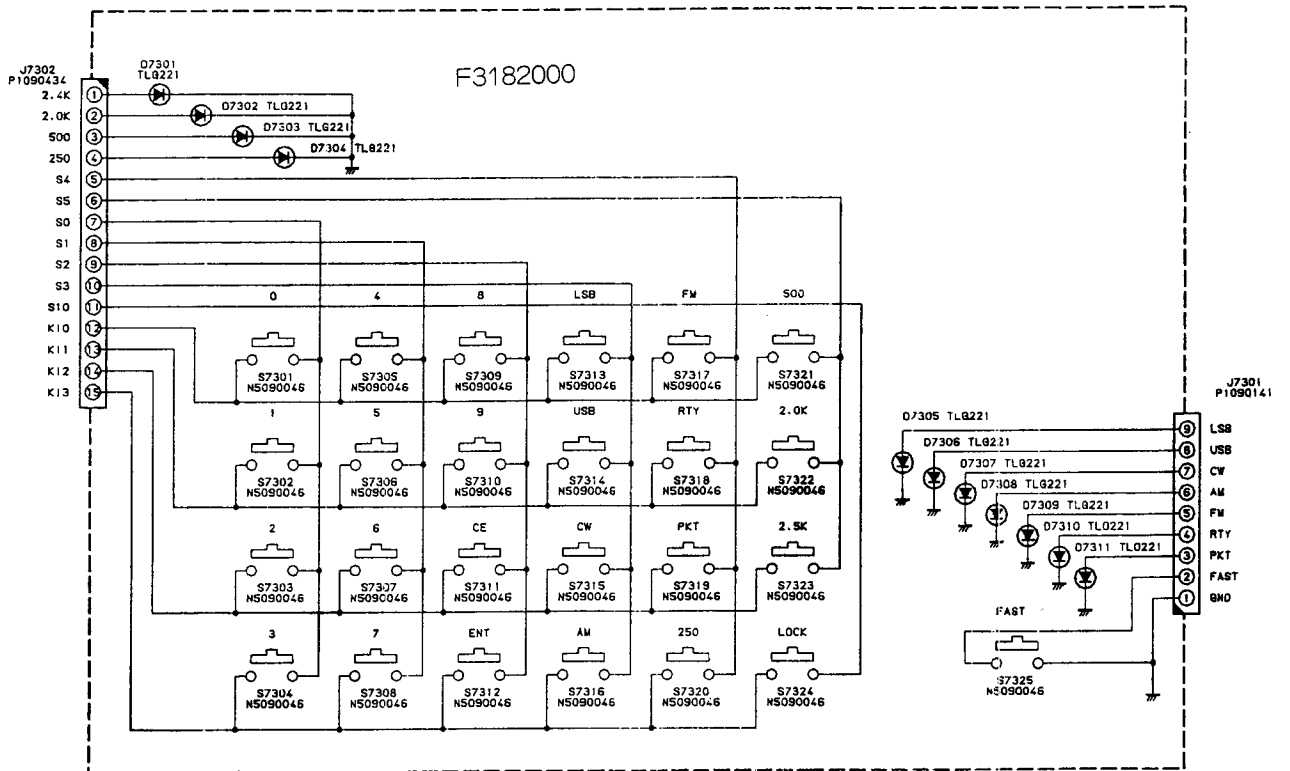 F3182000
J7302
P1090434
2.4K
2.0K
500
250
S4
S5
S0
S1
S2
S3
S10
KI0
KI1
KI2
KI3
1
2
3
4
5
6
7
8
9
10
11
12
13
14
15
D7301
TLG221
D7302 TLG221
D7303 TLG221
D7304 TLG221
0
4
8
LSB
FM
500
S7301
N5090046
S7305
N5090046
S7309
N5090046
S7313
N5090046
S7317
N5090046
S7321
N5090046
1
5
9
USB
RTY
2.0K
S7302
N5090046
S7306
N5090046
S7310
N5090046
S7314
N5090046
S7318
N5090046
S7322
N5090046
2
6
CE
CW
PKT
2.5K
S7303
N5090046
S7307
N5090046
S7311
N5090046
S7315
N5090046
S7319
N5090046
S7323
N5090046
3
7
ENT
AM
250
LOCK
S7304
N5090046
S7308
N5090046
S7312
N5090046
S7316
N5090046
S7320
N5090046
S7324
N5090046
D7305 TLG221
D7306 TLG221
D7307 TLG221
D7308 TLG221
D7309 TLG221
D7310 TLG221
D7311 TLG221
FAST
S7325
N5090046
J7301
P1090141
9 LSB
8 USB
7 CW
6 AM
5 FM
4 RTY
3 PKT
2 FAST
1 GND